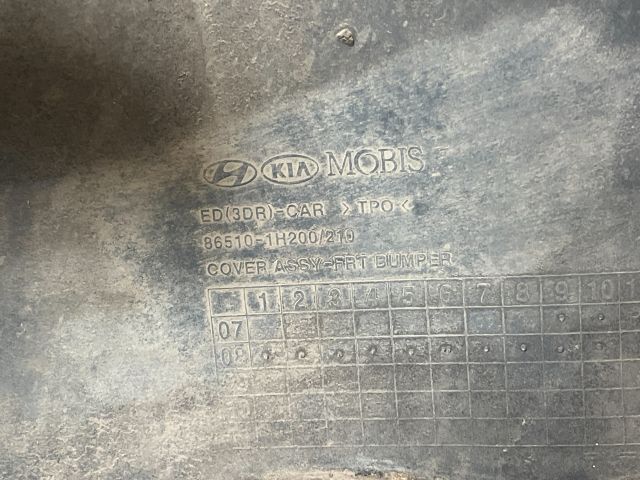 KIA MOBIS
ED(3DR)-CAR >TPO<
86510-1H200/210
COVER ASSY-FRT BUMPER
1 2 3 4 5 6 7 8 9 10
07
08